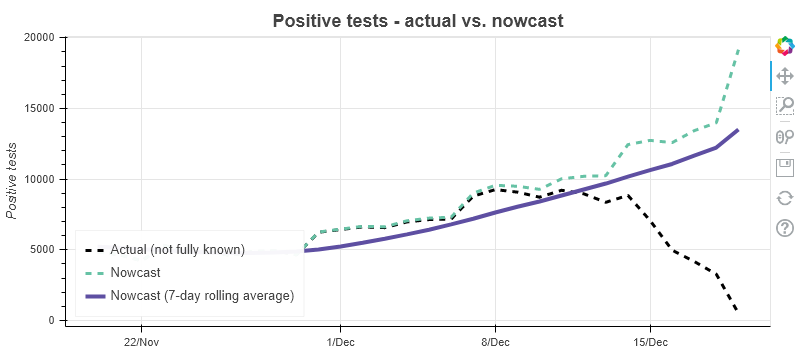 Positive tests - actual vs. nowcast
20000
15000
10000
5000
0
Positive tests
Actual (not fully known)
Nowcast
Nowcast (7-day rolling average)
22/Nov
1/Dec
8/Dec
15/Dec
?